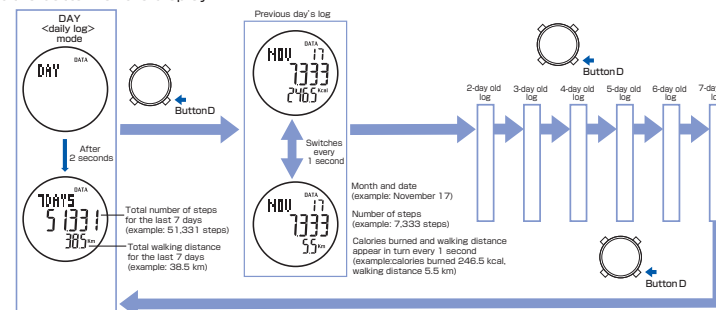 DAY
<daily log>
mode
DATA
DAY
After
2 seconds
DATA
7DAYS
51,331
38.5 Km
Total number of steps
for the last 7 days
(example: 51,331 steps)
Total walking distance
for the last 7 days
(example: 38.5 km)
Button D
Previous day's log
DATA
NOV 17
7,333
246.5 Kcal
Switches
every
1 second
DATA
NOV 17
7,333
5.5 Km
Month and date
(example: November 17)
Number of steps
(example: 7,333 steps)
Calories burned and walking distance
appear in turn every 1 second
(example:calories burned 246.5 kcal,
walking distance 5.5 km)
Button D
2-day old
log
3-day old
log
4-day old
log
5-day old
log
6-day old
log
Button D